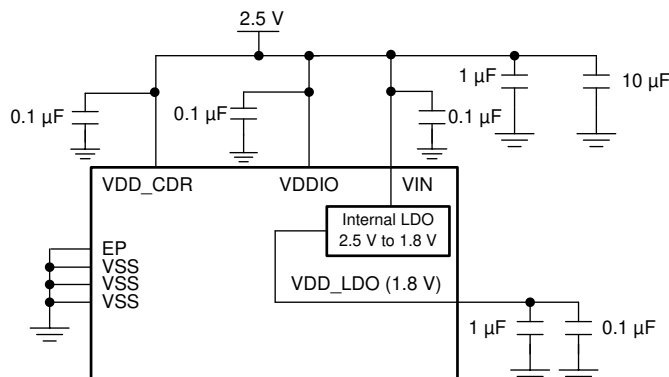 2.5 V
1 µF
10 µF
0.1 µF
0.1 µF
0.1 µF
VDD_CDR
VDDIO
VIN
Internal LDO
2.5 V to 1.8 V
EP
VSS
VSS
VSS
VDD_LDO (1.8 V)
1 µF
0.1 µF